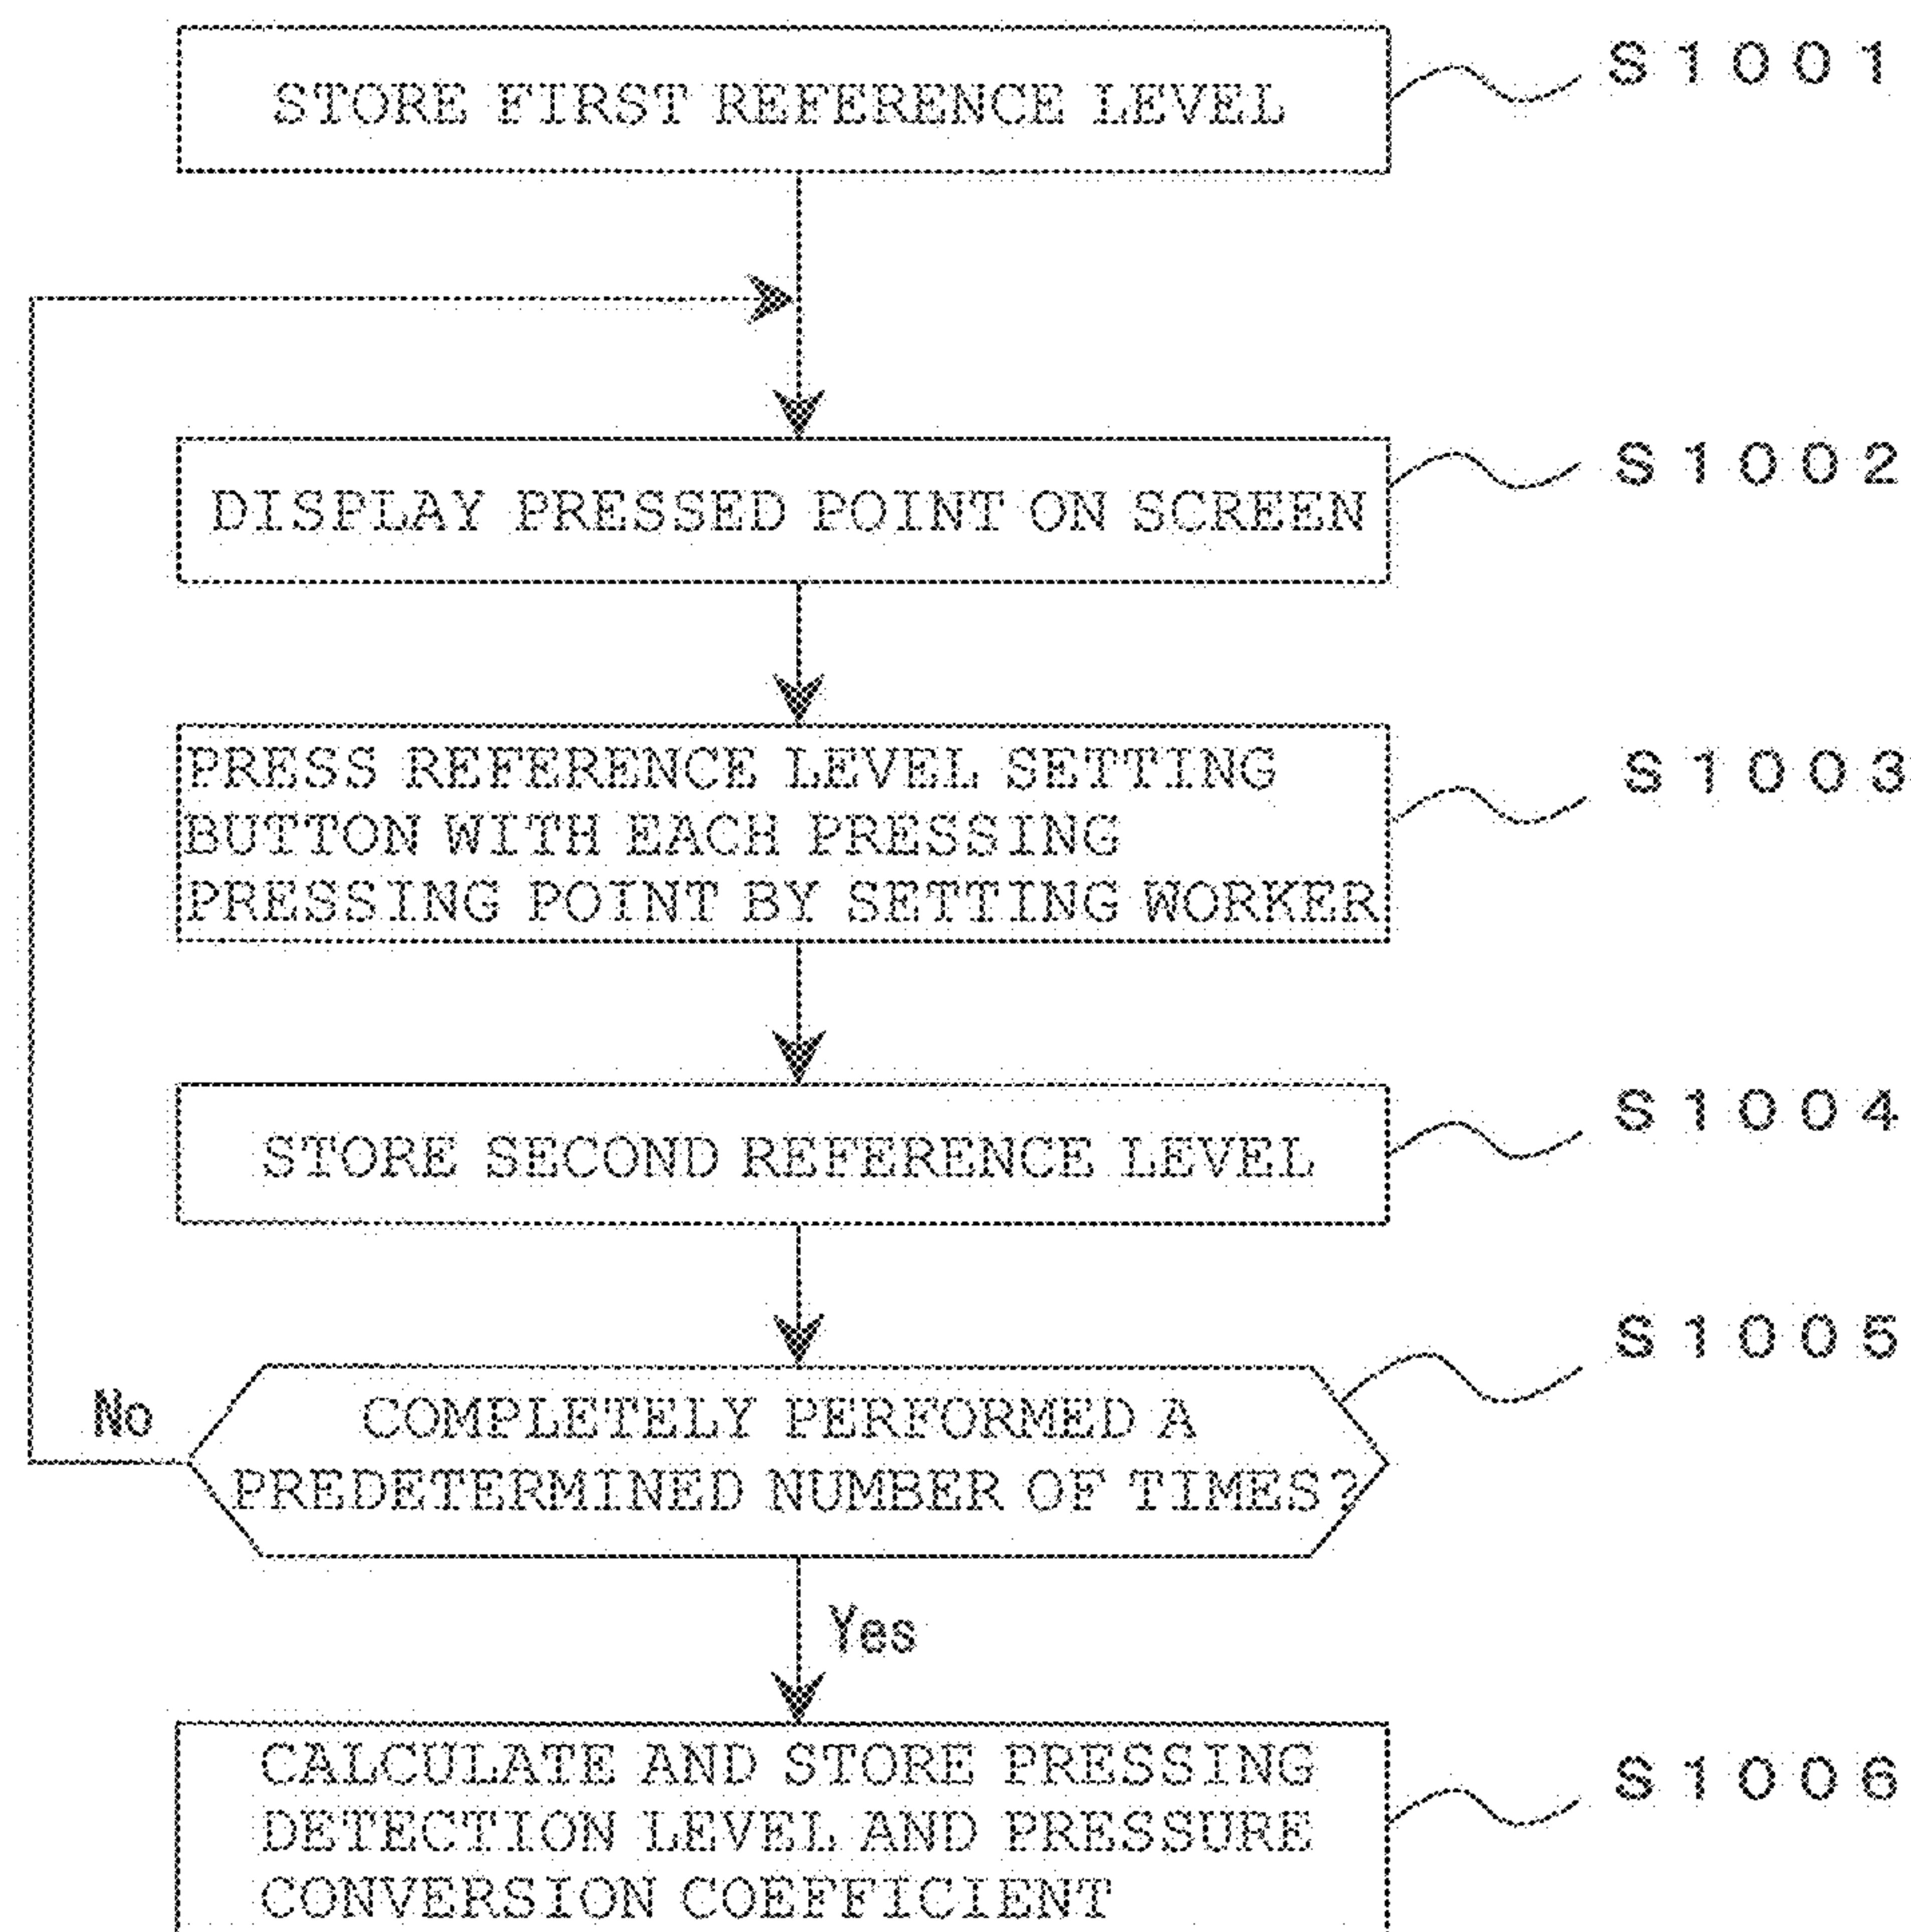 STORE FIRST REFERENCE LEVEL
S1001
DISPLAY PRESSED POINT ON SCREEN
S1002
PRESS REFERENCE LEVEL SETTING
BUTTON WITH EACH PRESSING
PRESSING POINT BY SETTING WORKER
S1003
STORE SECOND REFERENCE LEVEL
S1004
COMPLETELY PERFORMED A
PREDETERMINED NUMBER OF TIMES?
S1005
No
Yes
CALCULATE AND STORE PRESSING
DETECTION LEVEL AND PRESSURE
CONVERSION COEFFICIENT
S1006